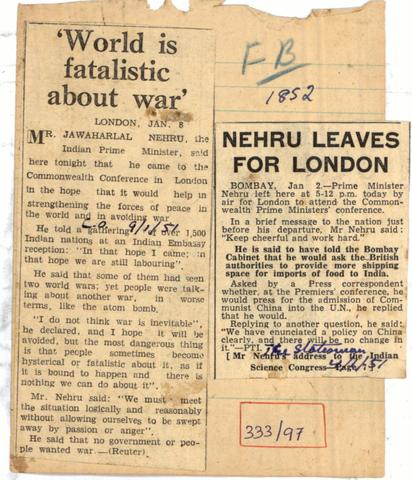 'World is
fatalistic
about war'
LONDON, JAN. 8
MR. JAWAHARLAL NEHRU, the
Indian Prime Minister, said
here tonight that he came to the
Commonwealth Conference in London
in the hope that it would help in
strengthening the forces of peace in
the world and in avoiding war.
He told a gathering over 1,500
Indian nations at an Indian Embassy
reception: "In that hope I came; in
that hope we are still labouring"
He said that some of them had seen
two world wars; yet people were talk-
ing about another war, in worse
terms, like the atom bomb.
"I do not think war is inevitable",
he declared, and I hope it will be
avoided, but the most dangerous thing
is that people sometimes become
hysterical or fatalistic about it, as if
it is bound to happen and there is
nothing we can do about it".
Mr. Nehru said: "We must meet
the situation logically and reasonably
without allowing ourselves to be swept
away by passion or anger".
He said that no government or peo-
ple wanted war.—(Reuter).
9/1/51
FB
1852
NEHRU LEAVES
FOR LONDON
BOMBAY, Jan 2.—Prime Minister
Nehru left here at 5-12 p.m. today by
air for London to attend the Common-
wealth Prime Ministers' conference.
In a brief message to the nation just
before his departure, Mr Nehru said:
"Keep cheerful and work hard."
He is said to have told the Bombay
Cabinet that he would ask the British
authorities to provide more shipping
space for imports of food to India.
Asked by a Press correspondent
whether, at the Premiers' conference, he
would press for the admission of Com-
munist China into the U.N., he replied
that he would.
Replying to another question, he said:
"We have enunciated a policy on China
clearly, and there will be no change in
it."—PTI. The Statesman
[Mr Nehru's address to the Indian
Science Congress
333/97